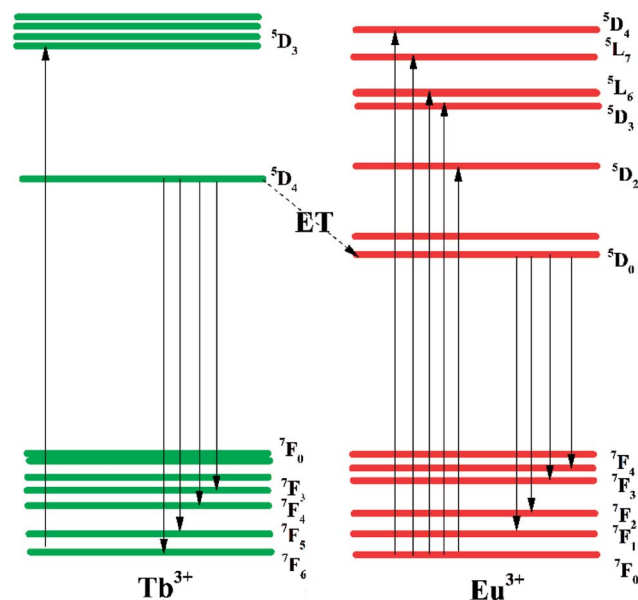 ⁵D₃
⁵D₄
ET
⁷F₀
⁷F₃
⁷F₄
⁷F₅
⁷F₆
Tb³⁺
⁵D₄
⁵L₇
⁵L₆
⁵D₃
⁵D₂
⁵D₀
⁷F₄
⁷F₃
⁷F₂
⁷F₁
⁷F₀
Eu³⁺